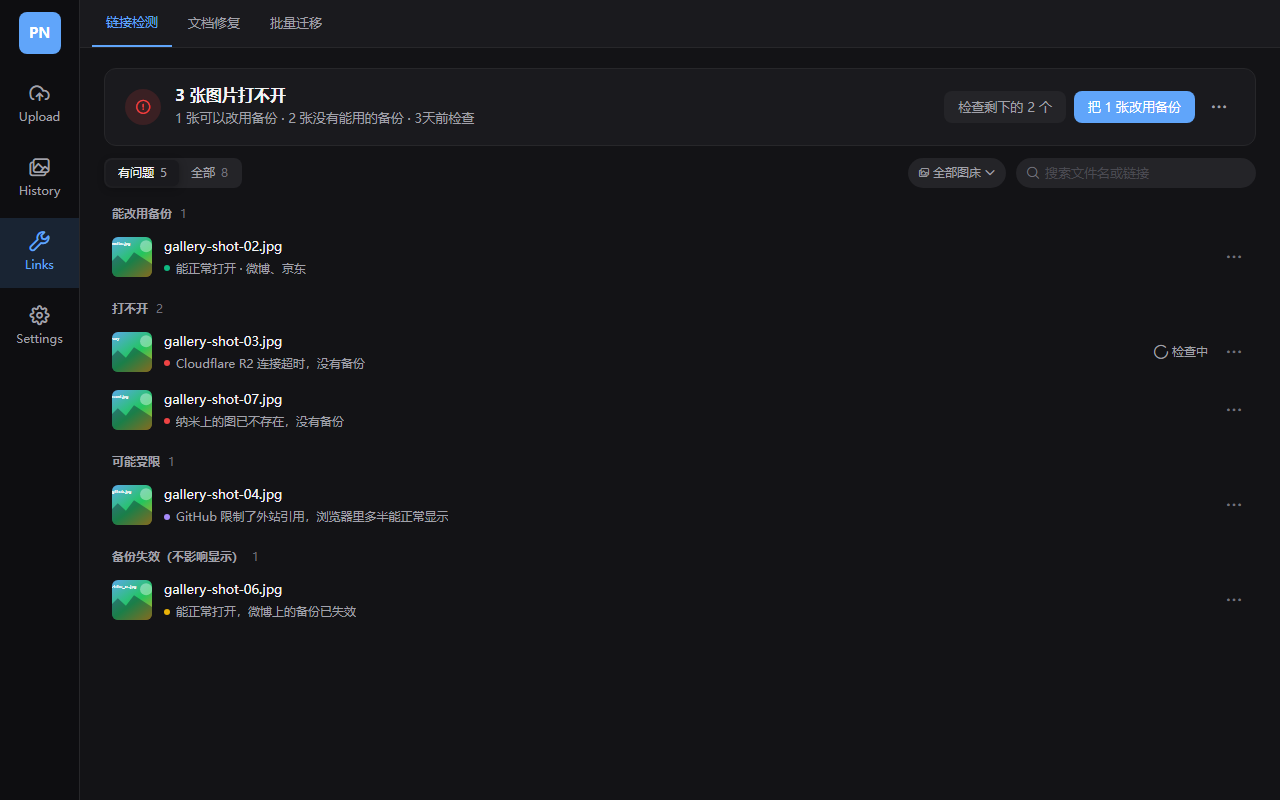 PN
Upload
History
Links
Settings
链接检测 文档修复 批量迁移
3 张图片打不开
1 张可以改用备份 · 2 张没有能用的备份 · 3天前检查
检查剩下的 2 个
把 1 张改用备份
有问题 5 全部 8
全部图床
搜索文件名或链接
能改用备份 1
gallery-shot-02.jpg
能正常打开 · 微博、京东
打不开 2
gallery-shot-03.jpg
Cloudflare R2 连接超时，没有备份
检查中
gallery-shot-07.jpg
纳米上的图已不存在，没有备份
可能受限 1
gallery-shot-04.jpg
GitHub 限制了外站引用，浏览器里多半能正常显示
备份失效（不影响显示） 1
gallery-shot-06.jpg
能正常打开，微博上的备份已失效